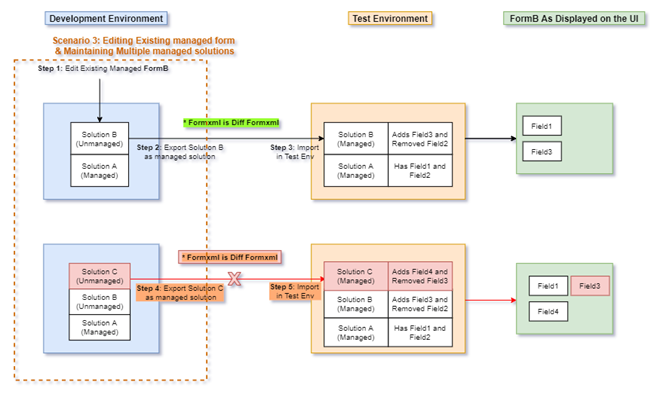 Development Environment
Test Environment
FormB As Displayed on the UI
Scenario 3: Editing Existing managed form
& Maintaining Multiple managed solutions
Step 1: Edit Existing Managed FormB
* Formxml is Diff Formxml
Solution B
(Unmanaged)
Solution A
(Managed)
Step 2: Export Solution B
as managed solution
Step 3: Import
in Test Env
Solution B
(Managed)
Adds Field3 and
Removed Field2
Solution A
(Managed)
Has Field1 and
Field2
Field1
Field3
* Formxml is Diff Formxml
Solution C
(Unmanaged)
Solution B
(Unmanaged)
Solution A
(Managed)
Step 4: Export Solution C
as managed solution
Step 5: Import
in Test Env
Solution C
(Managed)
Adds Field4 and
Removed Field3
Solution B
(Managed)
Adds Field3 and
Removed Field2
Solution A
(Managed)
Has Field1 and
Field2
Field1
Field3
Field4